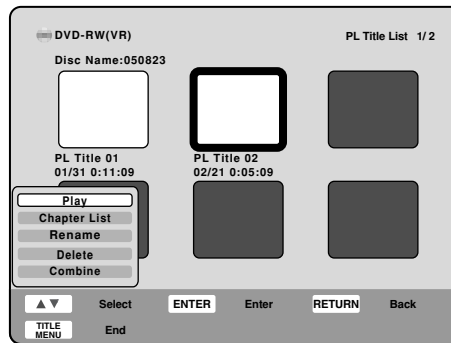 DVD-RW(VR) PL Title List 1/2
Disc Name:050823
PL Title 01 PL Title 02
01/31 0:11:09 02/21 0:05:09
Play
Chapter List
Rename
Delete
Combine
▲▼ Select ENTER Enter RETURN Back
TITLE MENU End